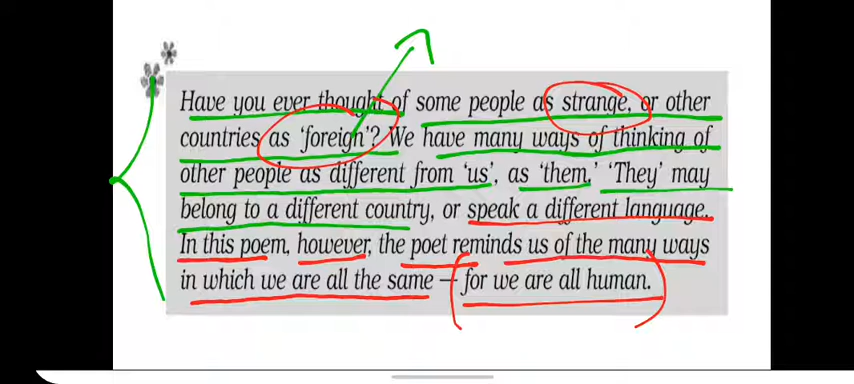 Have you ever thought of some people as strange, or other
countries as ‘foreign’? We have many ways of thinking of
other people as different from ‘us’, as ‘them.’ ‘They’ may
belong to a different country, or speak a different language.
In this poem, however, the poet reminds us of the many ways
in which we are all the same — for we are all human.